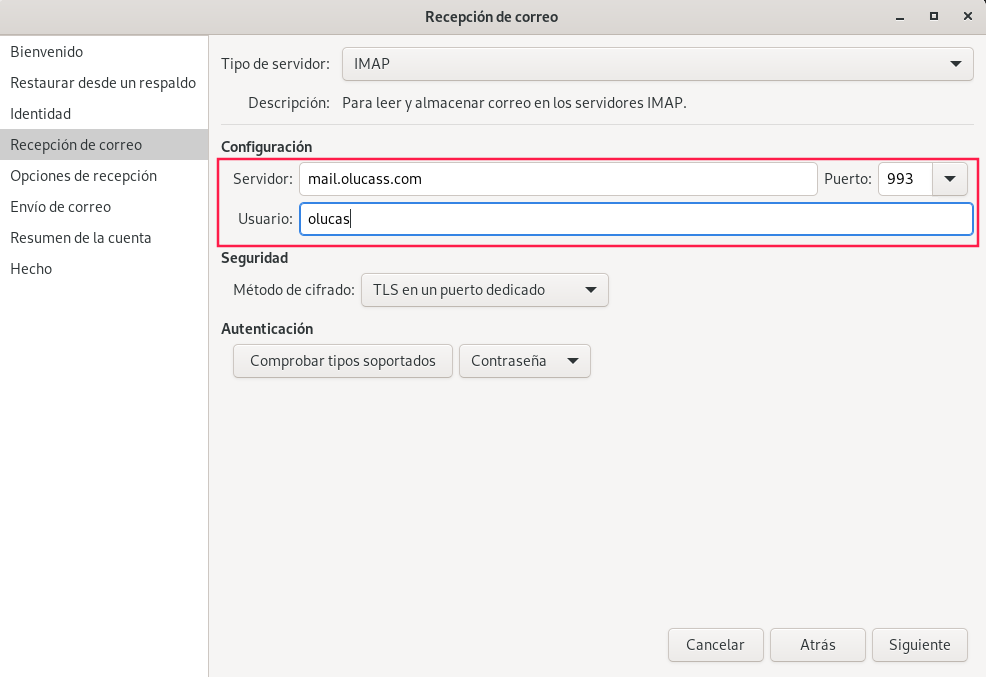 Recepción de correo
Bienvenido
Restaurar desde un respaldo
Identidad
Recepción de correo
Opciones de recepción
Envío de correo
Resumen de la cuenta
Hecho
Tipo de servidor: IMAP
Descripción: Para leer y almacenar correo en los servidores IMAP.
Configuración
Servidor: mail.olucass.com Puerto: 993
Usuario: olucas
Seguridad
Método de cifrado: TLS en un puerto dedicado
Autenticación
Comprobar tipos soportados Contraseña
Cancelar Atrás Siguiente